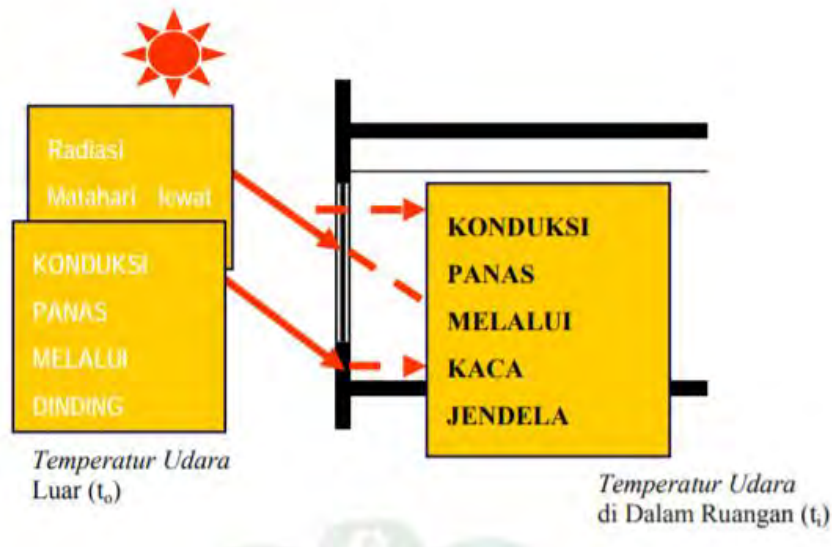 Radiasi
Matahari lewat
KONDUKSI
PANAS
MELALUI
DINDING
Temperatur Udara
Luar (tₒ)
KONDUKSI
PANAS
MELALUI
KACA
JENDELA
Temperatur Udara
di Dalam Ruangan (tᵢ)